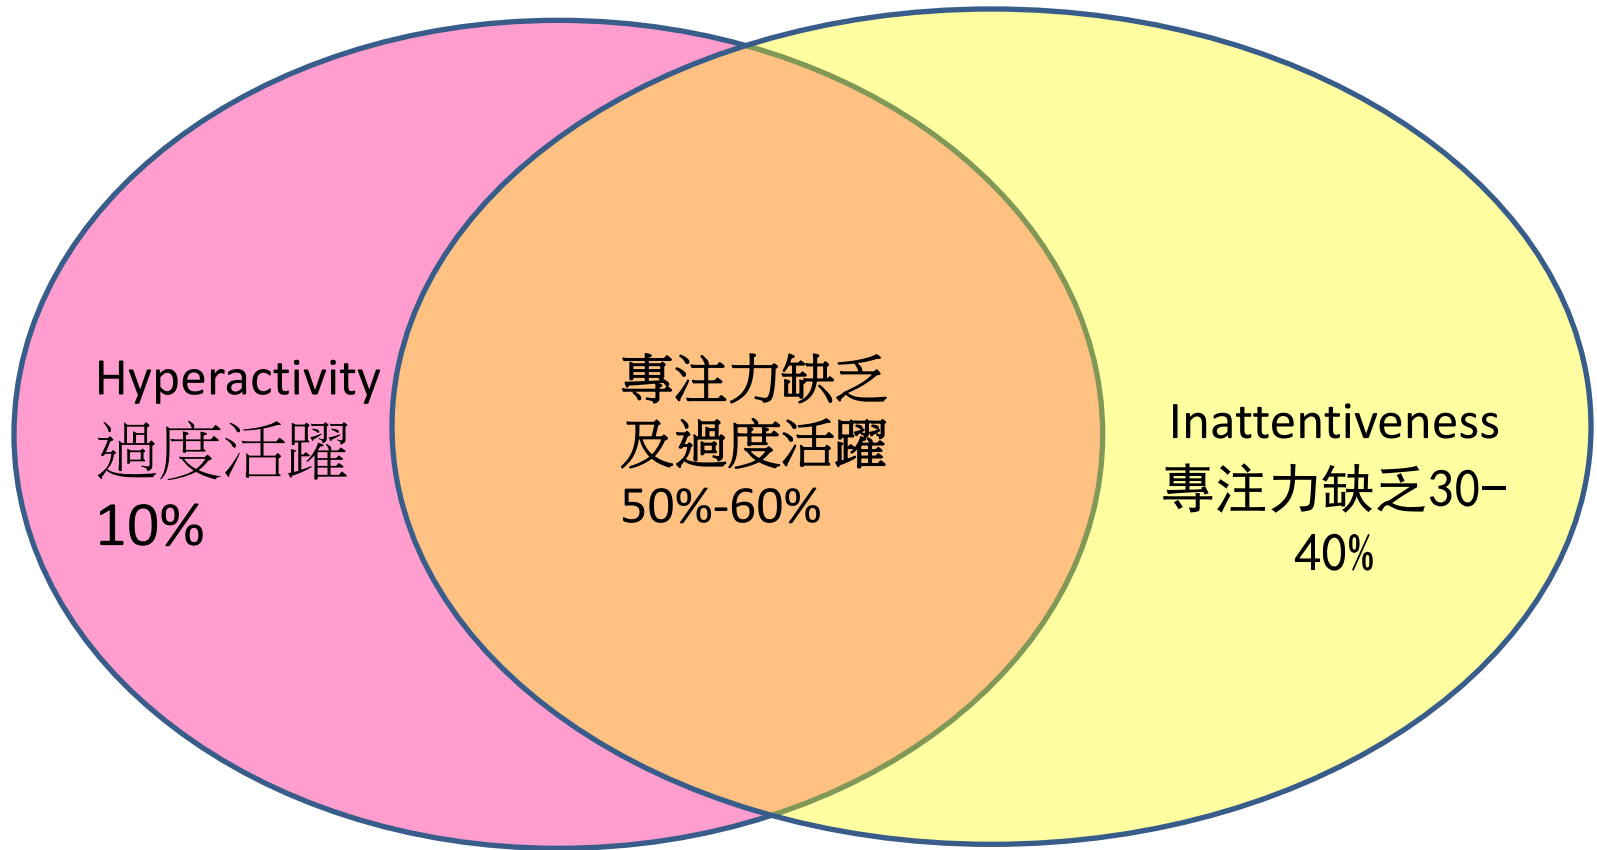 Hyperactivity
過度活躍
10%
專注力缺乏
及過度活躍
50%-60%
Inattentiveness
專注力缺乏30-
40%